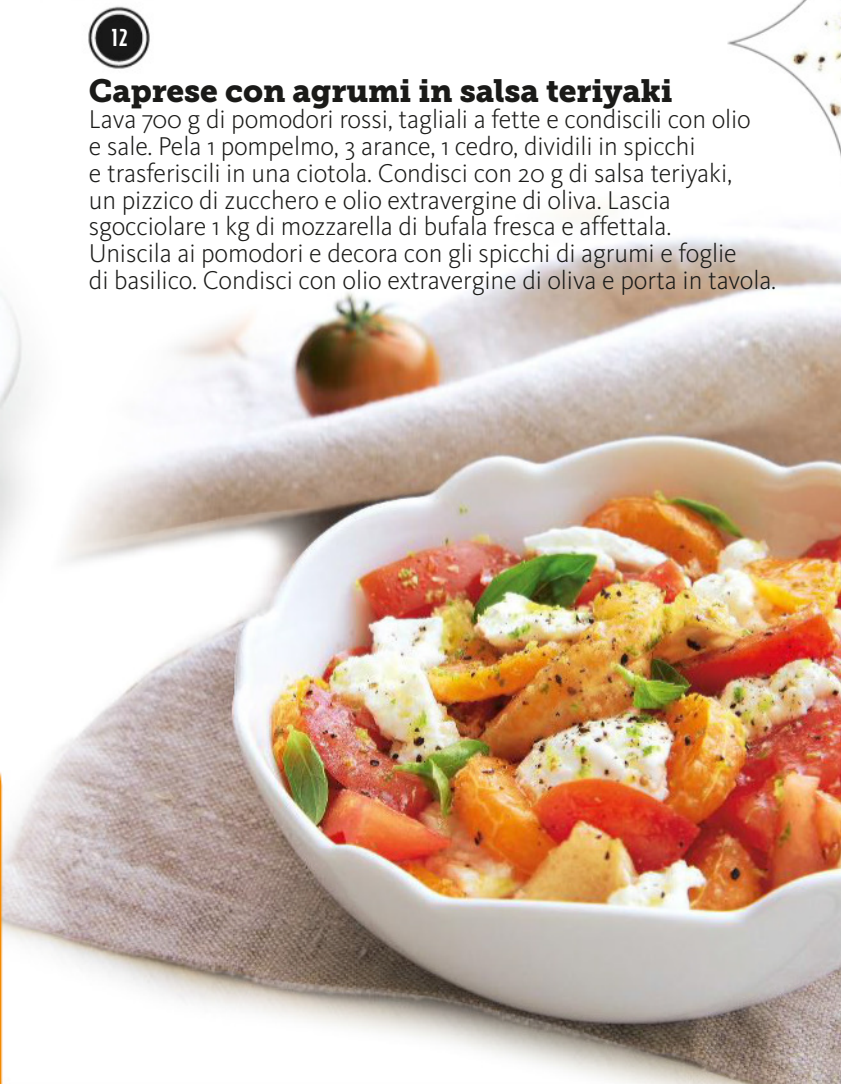 12
Caprese con agrumi in salsa teriyaki
Lava 700 g di pomodori rossi, tagliali a fette e condiscili con olio
e sale. Pela 1 pompelmo, 3 arance, 1 cedro, dividili in spicchi
e trasferiscili in una ciotola. Condisci con 20 g di salsa teriyaki,
un pizzico di zucchero e olio extravergine di oliva. Lascia
sgocciolare 1 kg di mozzarella di bufala fresca e affettala.
Uniscila ai pomodori e decora con gli spicchi di agrumi e foglie
di basilico. Condisci con olio extravergine di oliva e porta in tavola.